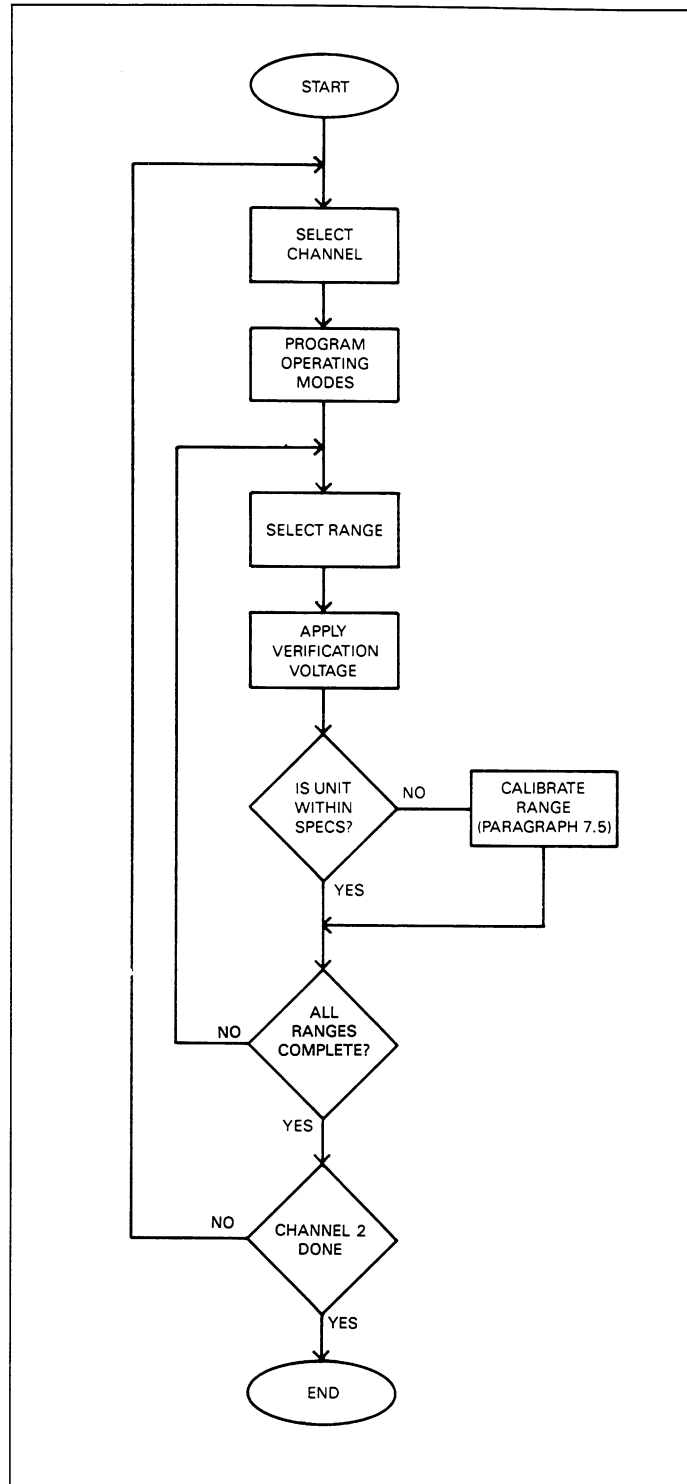 START
SELECT
CHANNEL
PROGRAM
OPERATING
MODES
SELECT RANGE
APPLY
VERIFICATION
VOLTAGE
IS UNIT
WITHIN
SPECS?
NO
CALIBRATE
RANGE
(PARAGRAPH 7.5)
YES
ALL
RANGES
COMPLETE?
NO
YES
CHANNEL 2
DONE
NO
YES
END